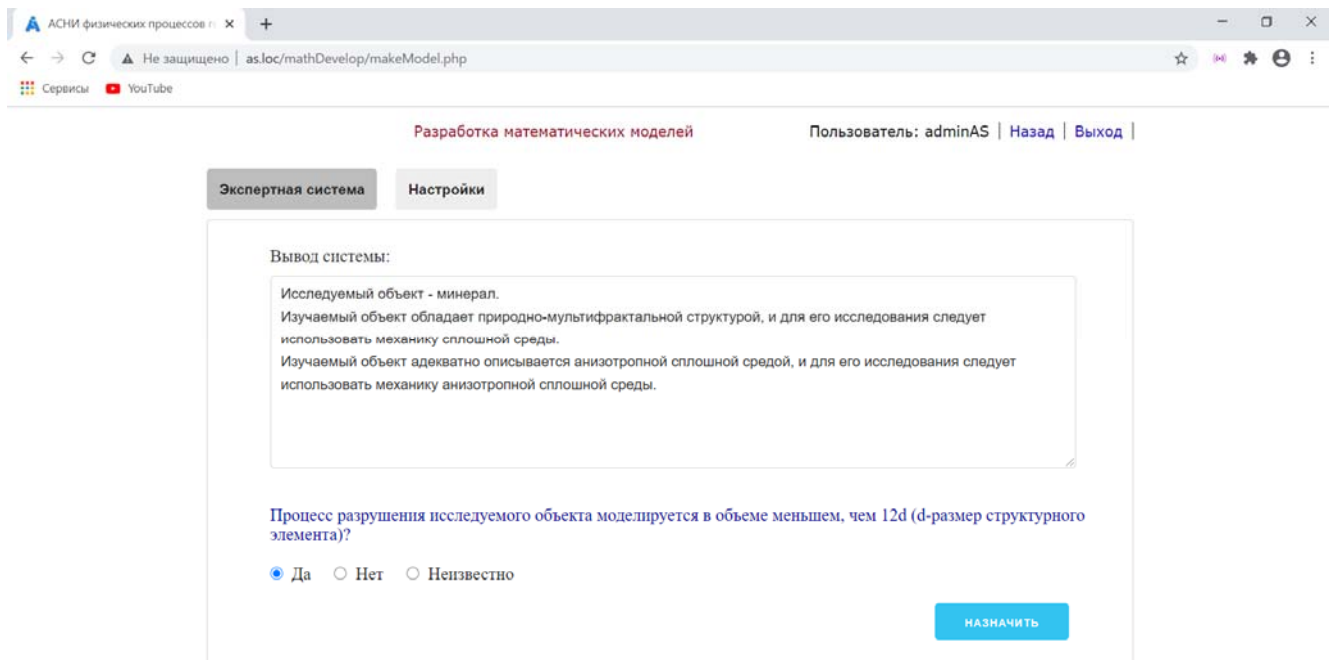 АСНИ физических процессов п
Не защищено | as.loc/mathDevelop/makeModel.php
Сервисы YouTube
Разработка математических моделей Пользователь: adminAS | Назад | Выход |
Экспертная система Настройки
Вывод системы:
Исследуемый объект - минерал.
Изучаемый объект обладает природно-мультифрактальной структурой, и для его исследования следует
использовать механику сплошной среды.
Изучаемый объект адекватно описывается анизотропной сплошной средой, и для его исследования следует
использовать механику анизотропной сплошной среды.
Процесс разрушения исследуемого объекта моделируется в объеме меньшем, чем 12d (d-размер структурного
элемента)?
Да Нет Неизвестно
НАЗНАЧИТЬ